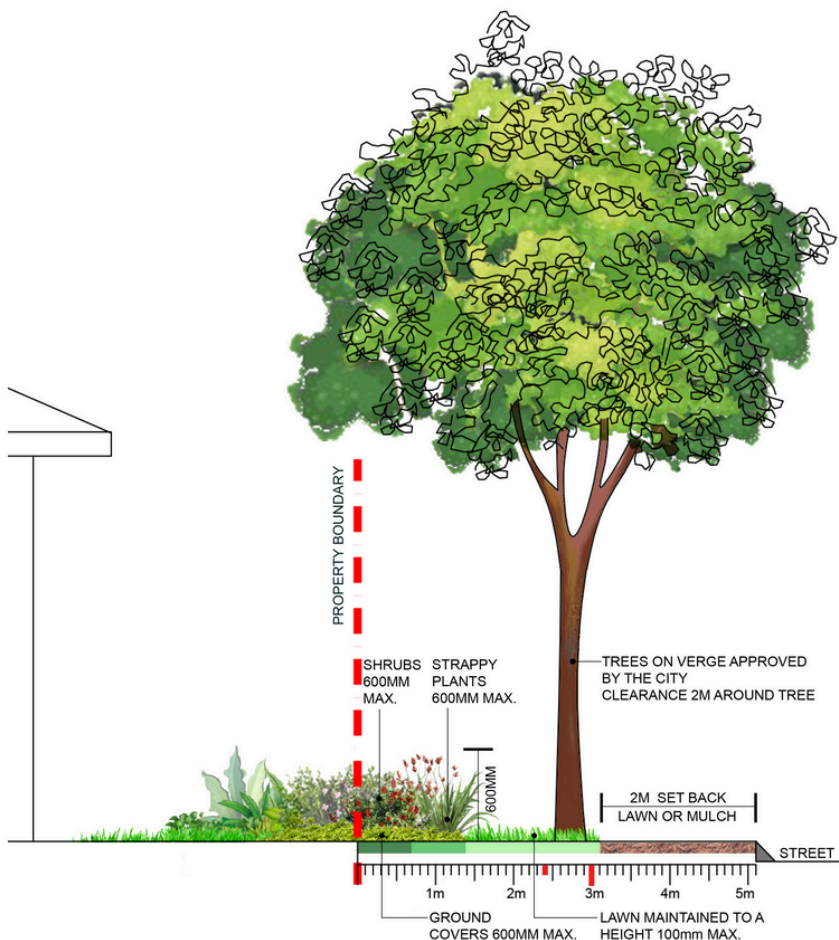 PROPERTY BOUNDARY
SHRUBS
600MM
MAX.
STRAPPY
PLANTS
600MM MAX.
TREES ON VERGE APPROVED
BY THE CITY
CLEARANCE 2M AROUND TREE
600MM
2M SET BACK
LAWN OR MULCH
STREET
1m
2m
3m
4m
5m
GROUND
COVERS 600MM MAX.
LAWN MAINTAINED TO A
HEIGHT 100mm MAX.